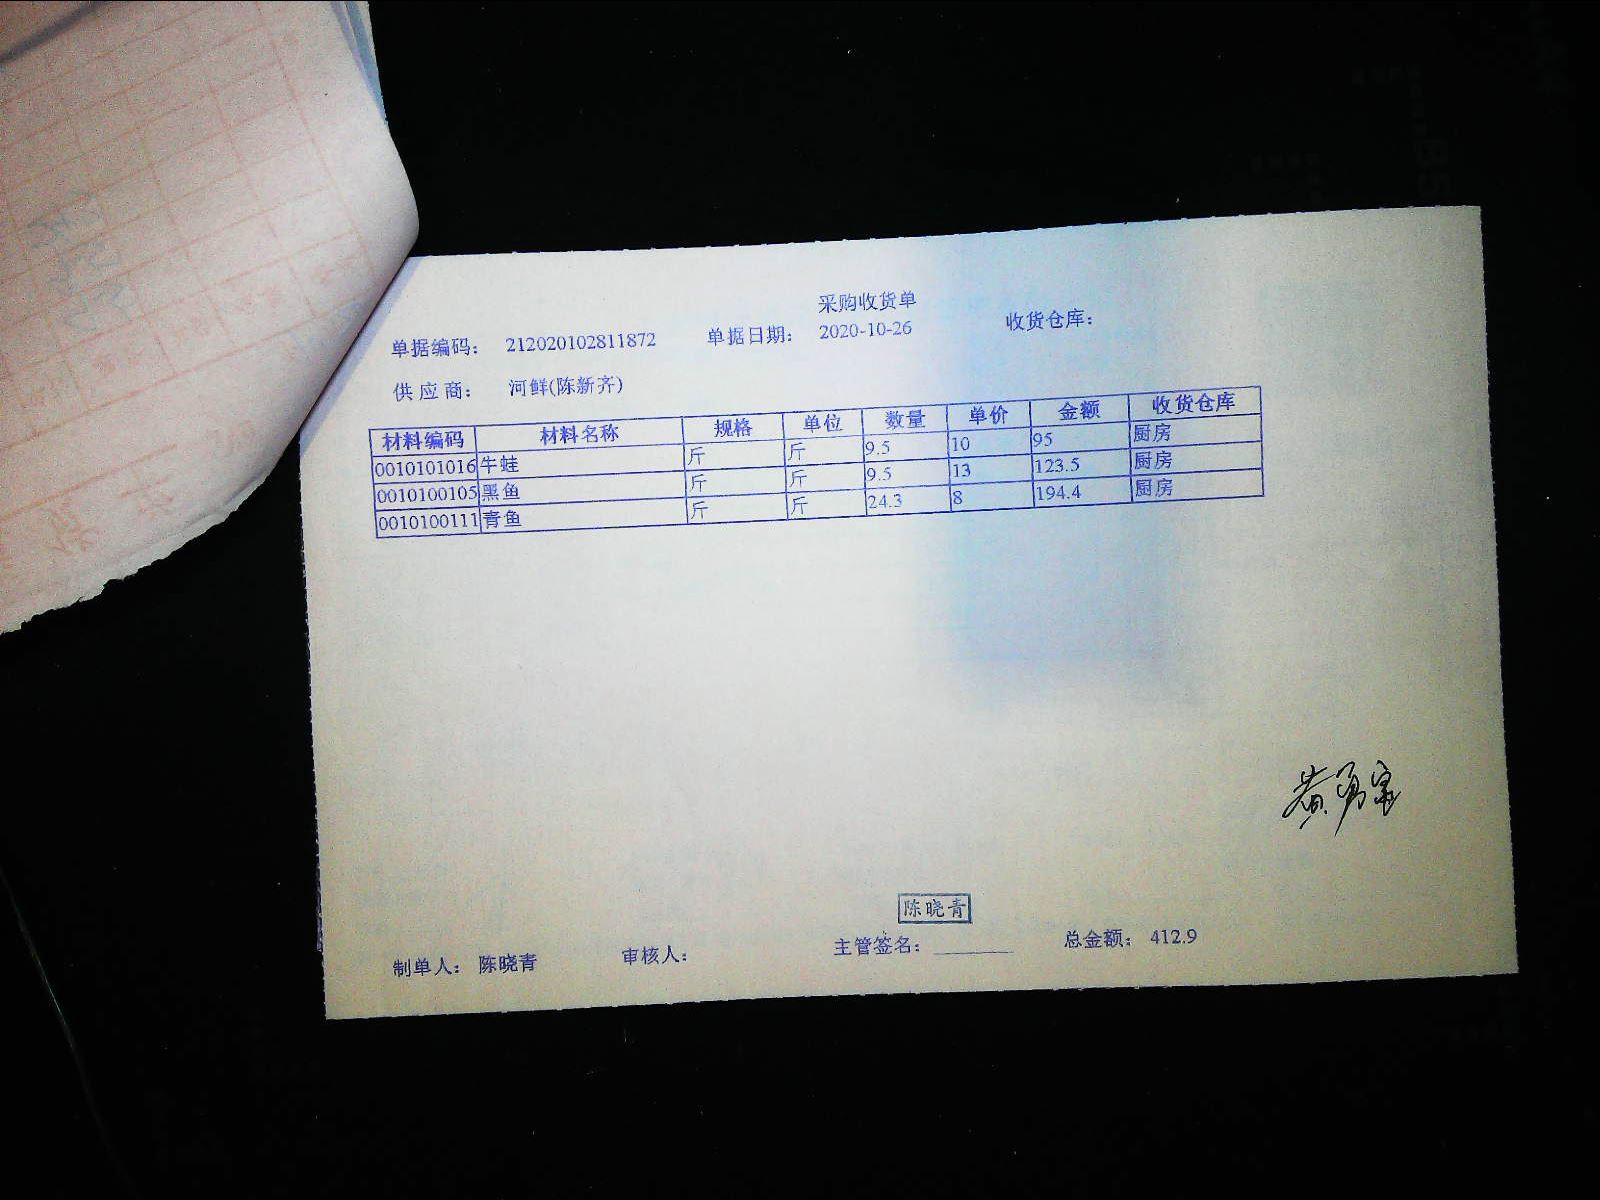 采购收货单
单据编码： 212020102811872 单据日期： 2020-10-26 收货仓库：
供应商： 河鲜(陈新齐)
材料编码 材料名称 规格 单位 数量 单价 金额 收货仓库
0010101016 牛蛙 斤 斤 9.5 10 95 厨房
0010100105 黑鱼 斤 斤 9.5 13 123.5 厨房
0010100111 青鱼 斤 斤 24.3 8 194.4 厨房
陈晓青
制单人： 陈晓青 审核人： 主管签名： 总金额： 412.9